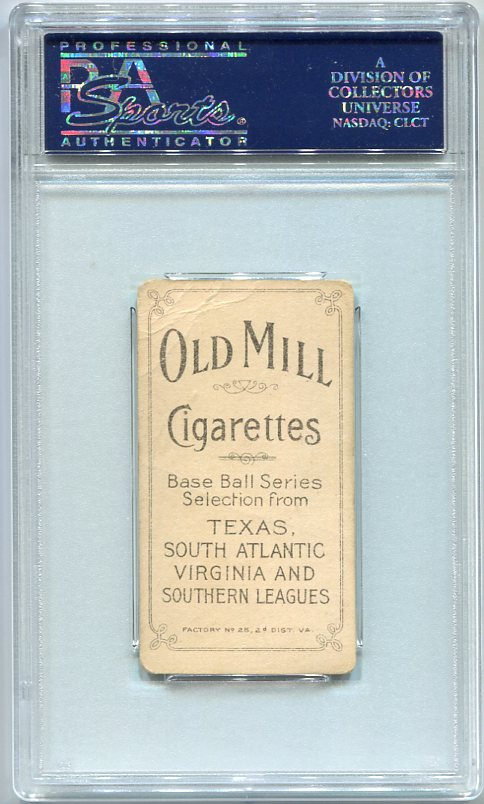 PROFESSIONAL
PSA
Sports®
AUTHENTICATOR
A
DIVISION OF
COLLECTORS
UNIVERSE
NASDAQ: CLCT
OLD MILL
Cigarettes
Base Ball Series
Selection from
TEXAS,
SOUTH ATLANTIC
VIRGINIA AND
SOUTHERN LEAGUES
FACTORY Nº 25, 2d DIST. VA.